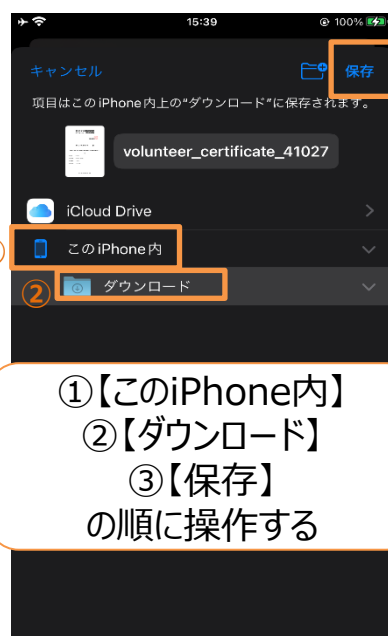 15:39
100%
キャンセル
保存
項目はこのiPhone内上の"ダウンロード"に保存されます。
volunteer_certificate_41027
iCloud Drive
このiPhone内
② ダウンロード
①【このiPhone内】
②【ダウンロード】
③【保存】
の順に操作する